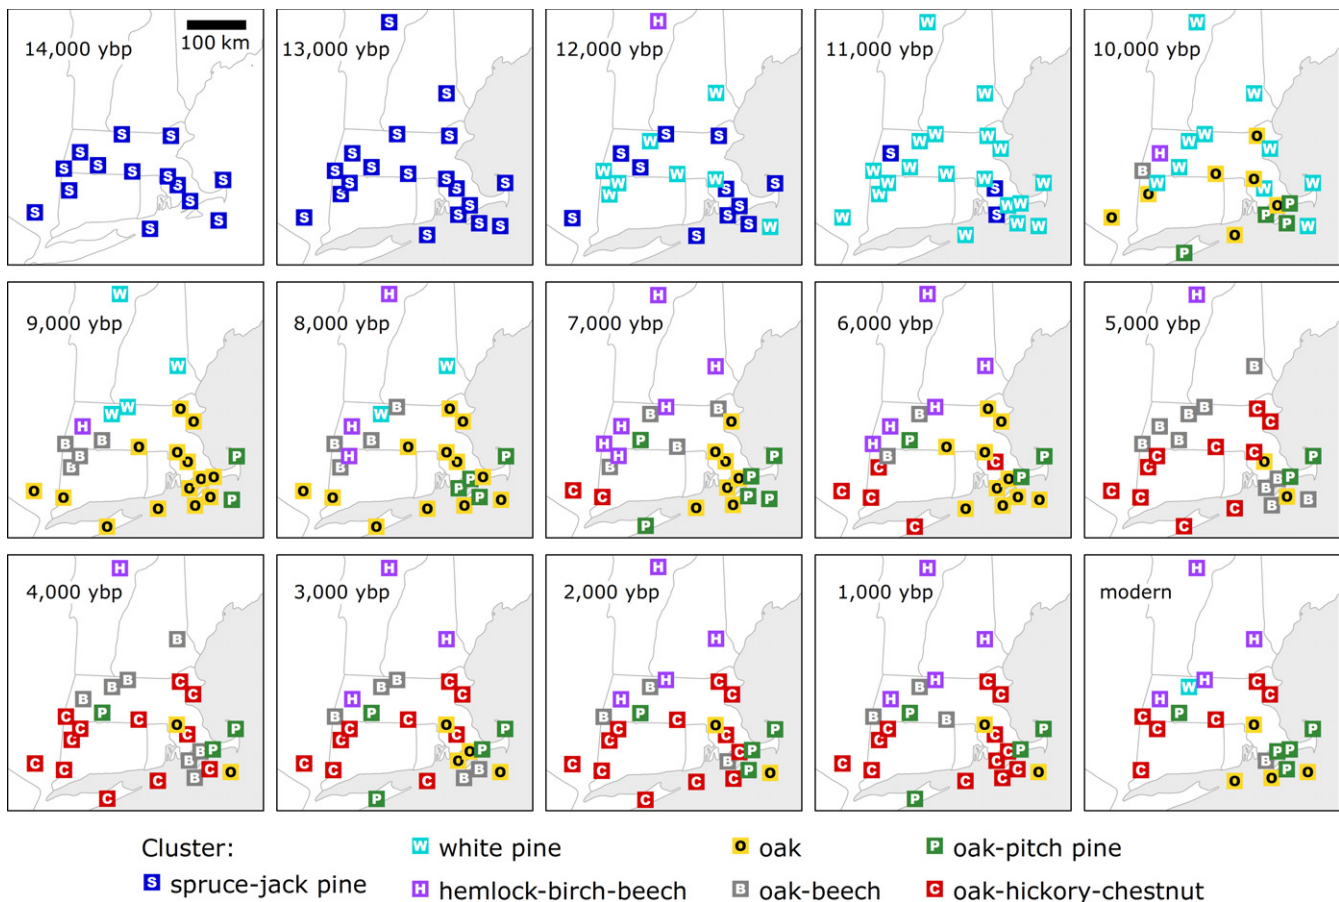 14,000 ybp
100 km
13,000 ybp
12,000 ybp
11,000 ybp
10,000 ybp
9,000 ybp
8,000 ybp
7,000 ybp
6,000 ybp
5,000 ybp
4,000 ybp
3,000 ybp
2,000 ybp
1,000 ybp
modern
Cluster:
S spruce-jack pine
W white pine
H hemlock-birch-beech
O oak
B oak-beech
P oak-pitch pine
C oak-hickory-chestnut